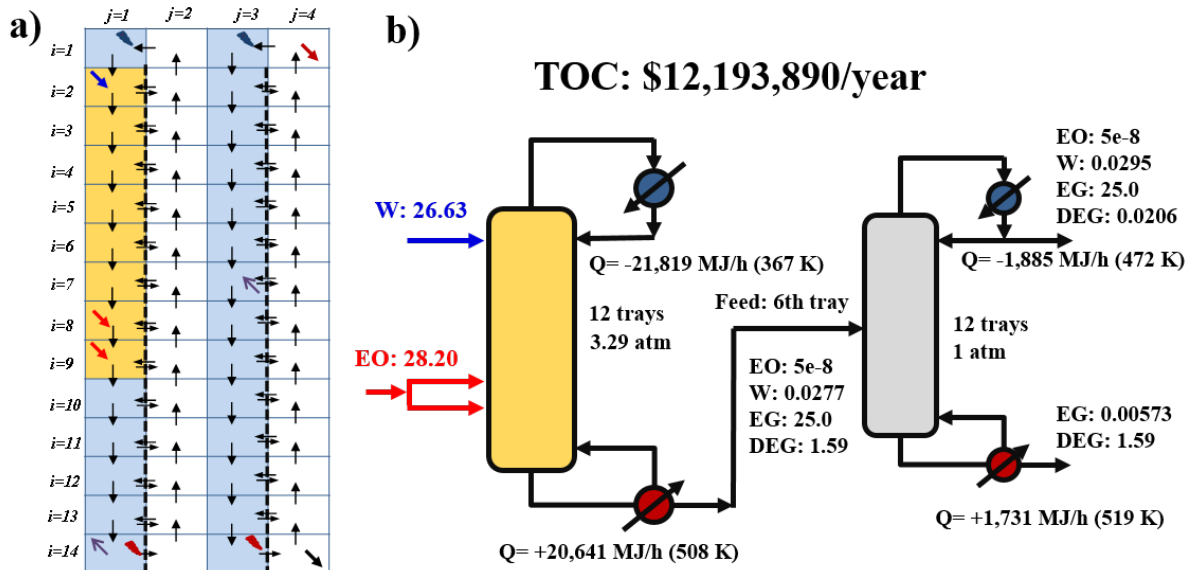 a)
j=1 j=2 j=3 j=4
i=1
i=2
i=3
i=4
i=5
i=6
i=7
i=8
i=9
i=10
i=11
i=12
i=13
i=14
b)
TOC: $12,193,890/year
W: 26.63
EO: 28.20
Q= -21,819 MJ/h (367 K)
12 trays
3.29 atm
Q= +20,641 MJ/h (508 K)
Feed: 6th tray
EO: 5e-8
W: 0.0277
EG: 25.0
DEG: 1.59
EO: 5e-8
W: 0.0295
EG: 25.0
DEG: 0.0206
Q= -1,885 MJ/h (472 K)
12 trays
1 atm
EG: 0.00573
DEG: 1.59
Q= +1,731 MJ/h (519 K)